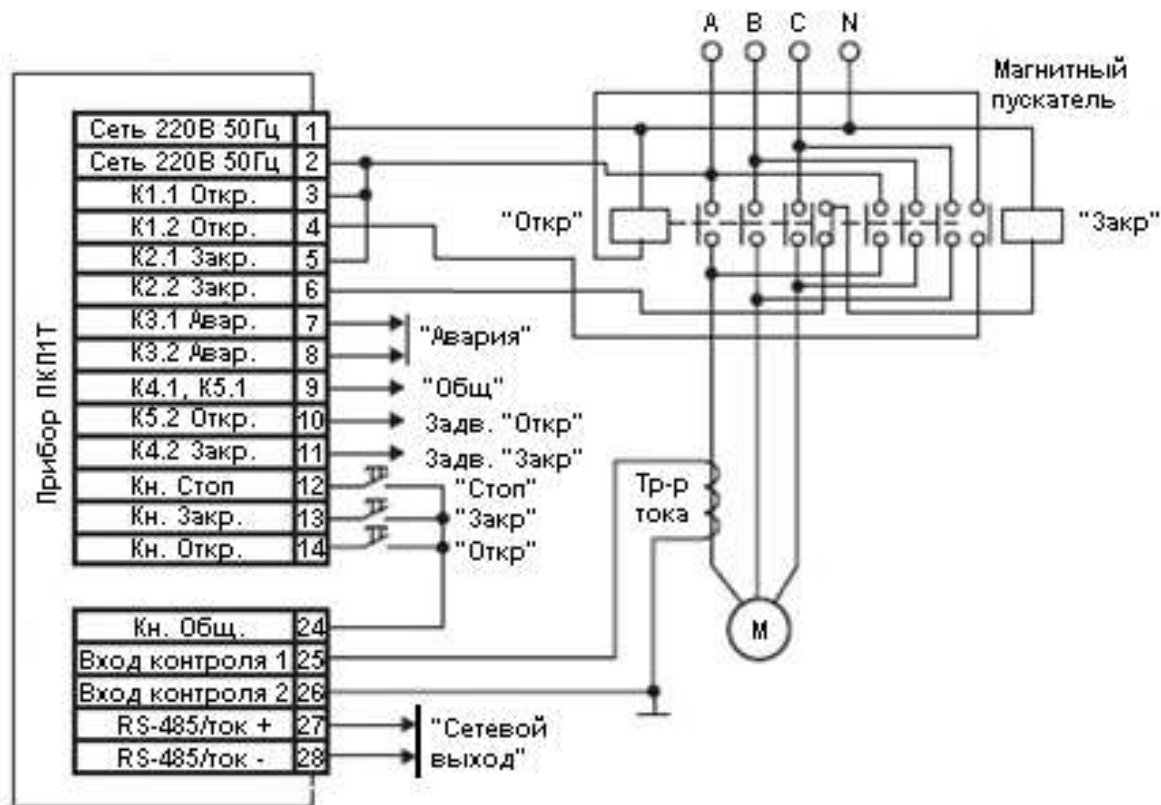 A B C N
Магнитный
пускатель
Прибор ПКП1Т
Сеть 220В 50Гц 1
Сеть 220В 50Гц 2
К1.1 Откр. 3
К1.2 Откр. 4
К2.1 Закр. 5
К2.2 Закр. 6
К3.1 Авар. 7
К3.2 Авар. 8
К4.1, К5.1 9
К5.2 Откр. 10
К4.2 Закр. 11
Кн. Стоп 12
Кн. Закр. 13
Кн. Откр. 14
"Откр"
"Закр"
"Авария"
"Общ"
Задв. "Откр"
Задв. "Закр"
"Стоп"
"Закр"
"Откр"
Тр-р
тока
М
Кн. Общ. 24
Вход контроля 1 25
Вход контроля 2 26
RS-485/ток + 27
RS-485/ток - 28
"Сетевой
выход"